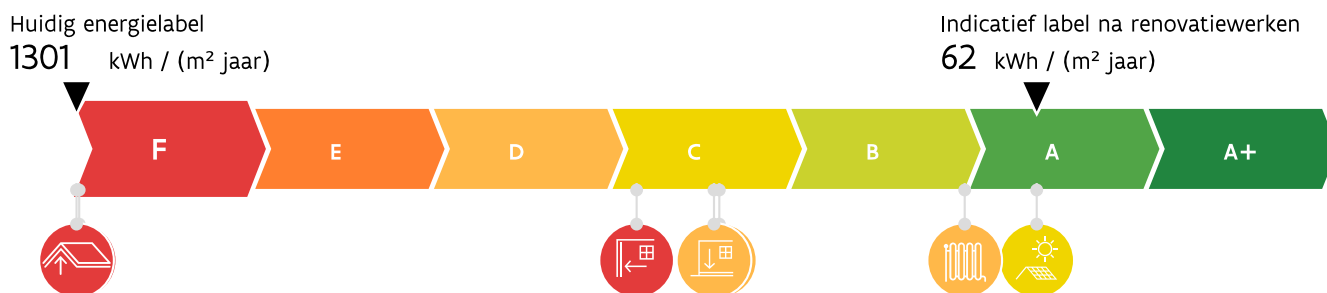 Huidig energielabel
1301 kWh / (m² jaar)
Indicatief label na renovatiewerken
62 kWh / (m² jaar)
F E D C B A A+